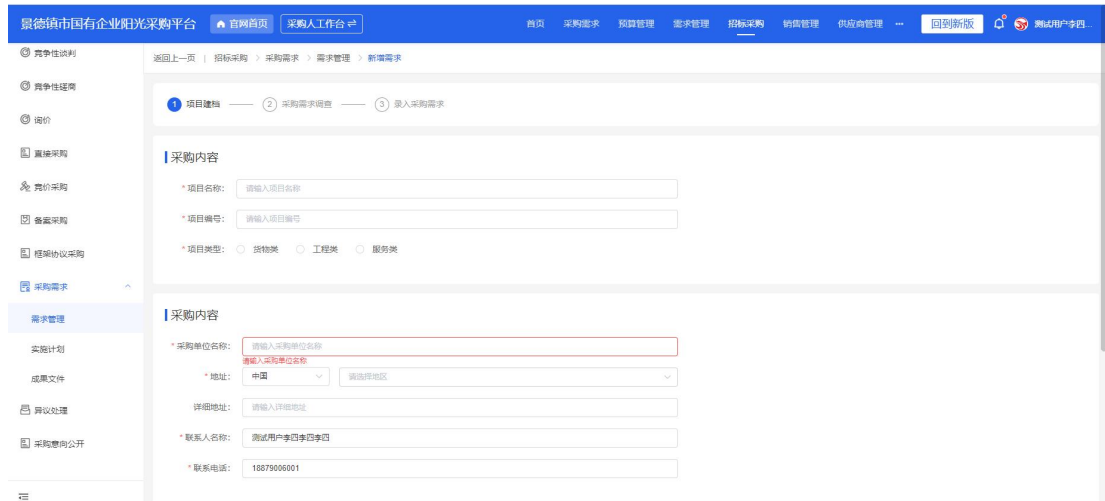 景德镇市国有企业阳光采购平台 官网首页 采购人工作台 首页 采购需求 预算管理 需求管理 招标采购 销售管理 供应商管理 ... 回到新版 测试用户李四...
竞争性谈判
竞争性磋商
询价
直接采购
竞价采购
备案采购
框架协议采购
采购需求
需求管理
实施计划
成果文件
异议处理
采购意向公开
返回上一页 | 招标采购 > 采购需求 > 需求管理 > 新增需求
1 项目建档 2 采购需求调查 3 录入采购需求
采购内容
* 项目名称: 请输入项目名称
* 项目编号: 请输入项目编号
* 项目类型: 货物类 工程类 服务类
采购内容
* 采购单位名称: 请输入采购单位名称
请输入采购单位名称
* 地址: 中国 请选择地区
详细地址: 请输入详细地址
* 联系人名称: 测试用户李四李四李四
* 联系电话: 18879006001